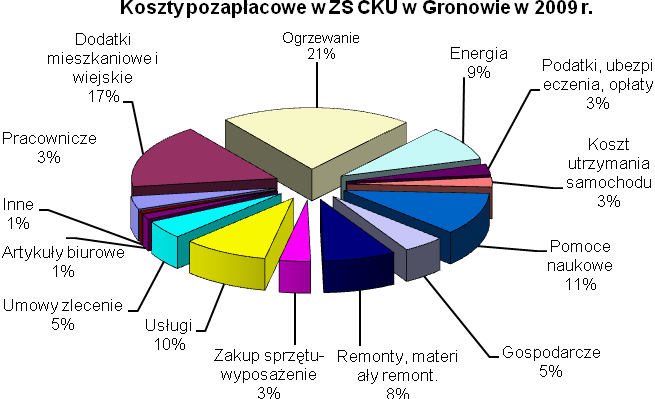 Koszty pozapłacowe w ZS CKU w Gronowie w 2009 r.
Ogrzewanie
21%
Energia
9%
Podatki, ubezpi
eczenia, opłaty
3%
Koszt
utrzymania
samochodu
3%
Pomoce
naukowe
11%
Gospodarcze
5%
Remonty, materi
ały remont.
8%
Zakup sprzętu-
wyposażenie
3%
Usługi
10%
Umowy zlecenie
5%
Artykuły biurowe
1%
Inne
1%
Pracownicze
3%
Dodatki
mieszkaniowe i
wiejskie
17%